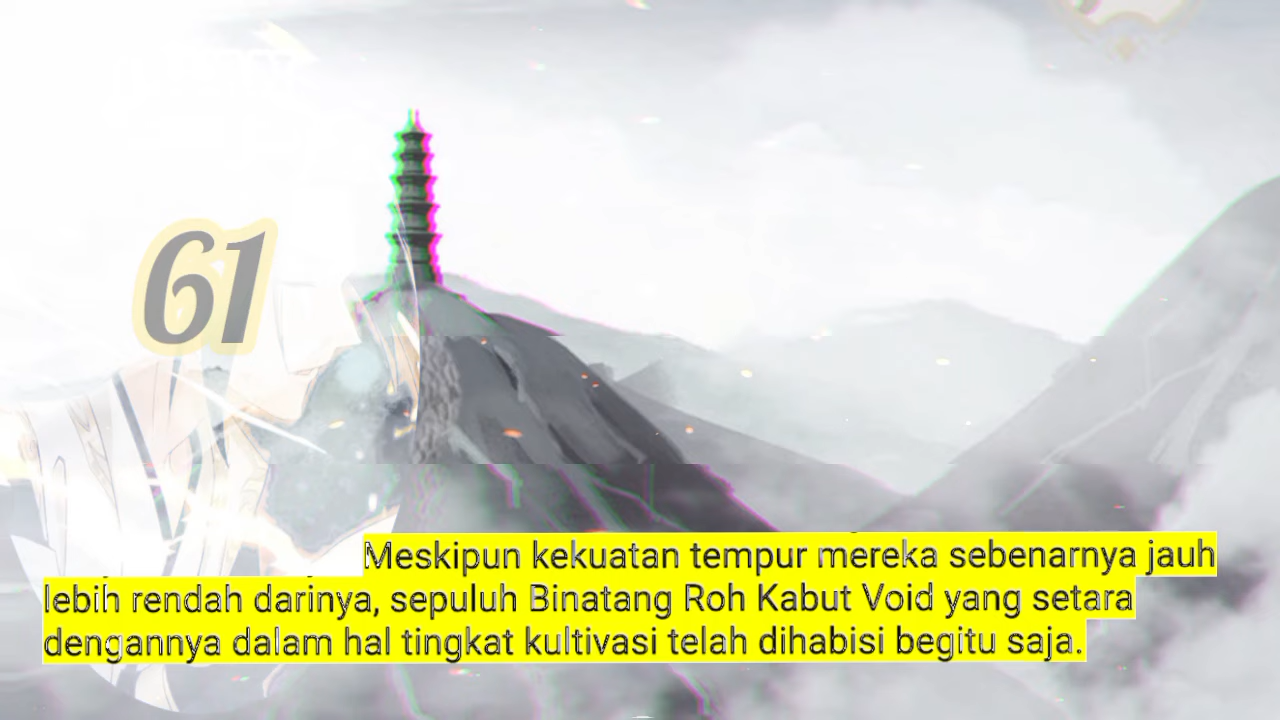 61
Meskipun kekuatan tempur mereka sebenarnya jauh
lebih rendah darinya, sepuluh Binatang Roh Kabut Void yang setara
dengannya dalam hal tingkat kultivasi telah dihabisi begitu saja.